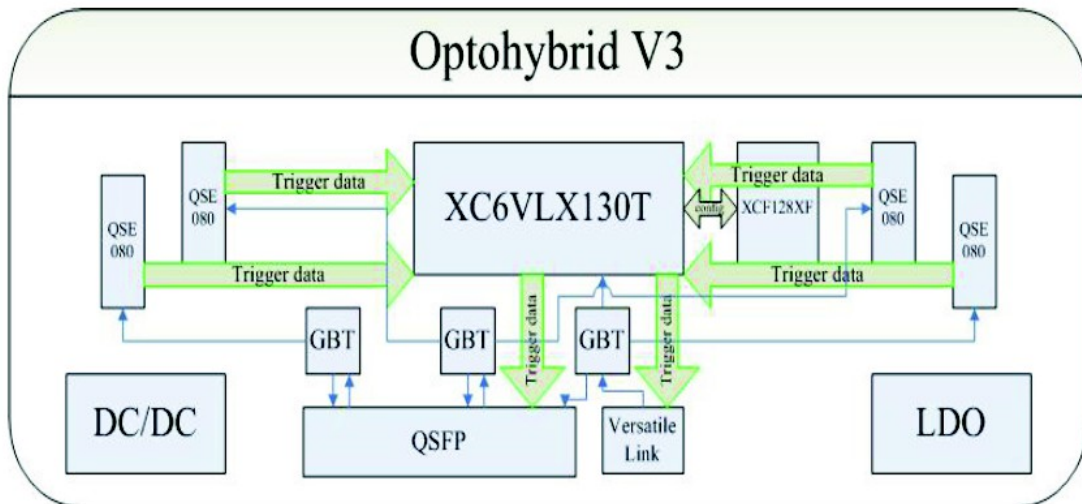 Optohybrid V3
QSE
080
QSE
080
Trigger data
Trigger data
XC6VLX130T
config
XCF128XF
Trigger data
Trigger data
QSE
080
QSE
080
GBT
GBT
GBT
Trigger data
Trigger data
DC/DC
QSFP
Versatile
Link
LDO